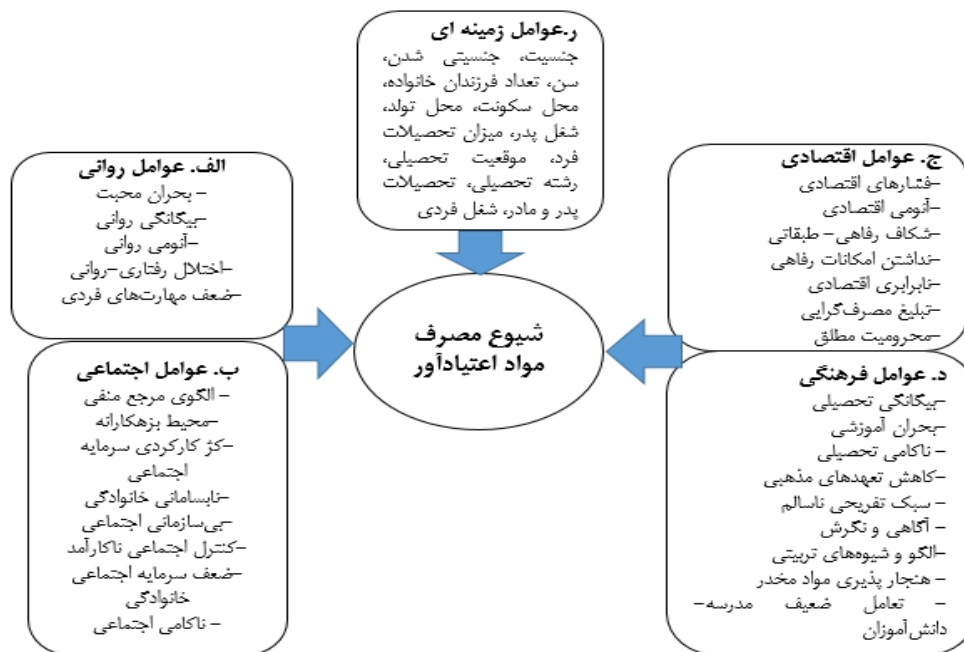 ر.عوامل زمینه ای
جنسیت، جنسیتی شدن،
سن، تعداد فرزندان خانواده،
محل سکونت، محل تولد،
شغل پدر، میزان تحصیلات
فرد، موقعیت تحصیلی،
رشته تحصیلی، تحصیلات
پدر و مادر، شغل فردی
الف. عوامل رواتی
– بحران محبت
–بیگانگی روانی
–آنومی روانی
–اختلال رفتاری–روانی
–ضعف مهارت‌های فردی
ج. عوامل اقتصادی
–فشارهای اقتصادی
–آنومی اقتصادی
–شکاف رفاهی– طبقاتی
–نداشتن امکانات رفاهی
–نابرابری اقتصادی
–تبلیغ مصرف‌گرایی
–محرومیت مطلق
شیوع مصرف
مواد اعتیادآور
ب. عوامل اجتماعی
– الگوی مرجع منفی
–محیط بزهکارانه
–کژ کارکردی سرمایه
اجتماعی
–نابسامانی خانوادگی
–بی‌سازمانی اجتماعی
–کنترل اجتماعی ناکارآمد
–ضعف سرمایه اجتماعی
خانوادگی
– ناکامی اجتماعی
د. عوامل فرهنگی
–بیگانگی تحصیلی
–بحران آموزشی
– ناکامی تحصیلی
–کاهش تعهدهای مذهبی
– سبک تفریحی ناسالم
– آگاهی و نگرش
–الگو و شیوه‌های تربیتی
– هنجار پذیری مواد مخدر
– تعامل ضعیف مدرسه–
دانش‌آموزان